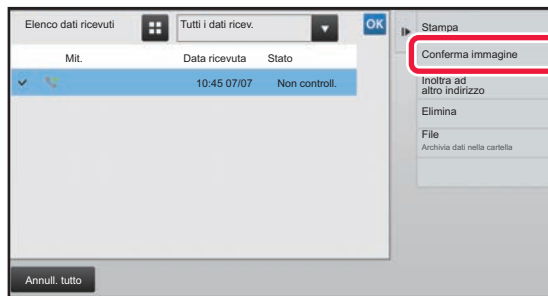 Elenco dati ricevuti
Tutti i dati ricev.
OK
Mit.
Data ricevuta
Stato
10:45 07/07
Non controll.
Stampa
Conferma immagine
Inoltra ad
altro indirizzo
Elimina
File
Archivia dati nella cartella
Annull. tutto